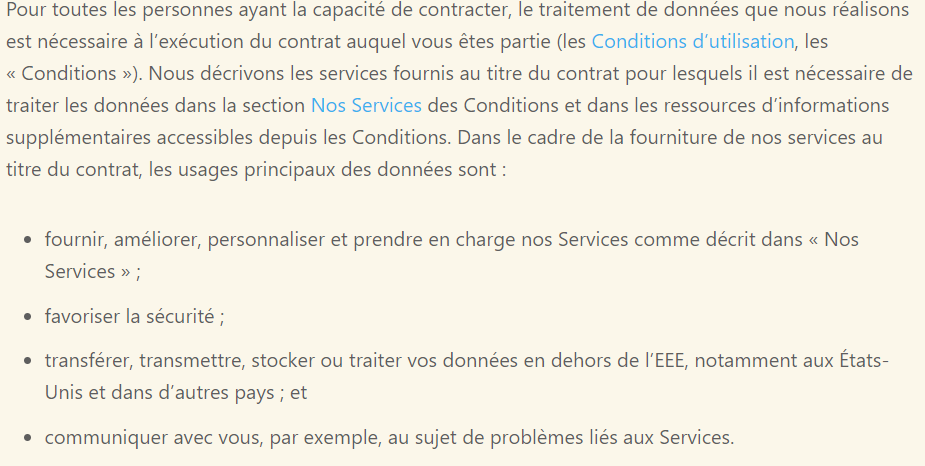 Pour toutes les personnes ayant la capacité de contracter, le traitement de données que nous réalisons
est nécessaire à l’exécution du contrat auquel vous êtes partie (les Conditions d’utilisation, les
« Conditions »). Nous décrivons les services fournis au titre du contrat pour lesquels il est nécessaire de
traiter les données dans la section Nos Services des Conditions et dans les ressources d’informations
supplémentaires accessibles depuis les Conditions. Dans le cadre de la fourniture de nos services au
titre du contrat, les usages principaux des données sont :
• fournir, améliorer, personnaliser et prendre en charge nos Services comme décrit dans « Nos
Services » ;
• favoriser la sécurité ;
• transférer, transmettre, stocker ou traiter vos données en dehors de l’EEE, notamment aux États-
Unis et dans d’autres pays ; et
• communiquer avec vous, par exemple, au sujet de problèmes liés aux Services.